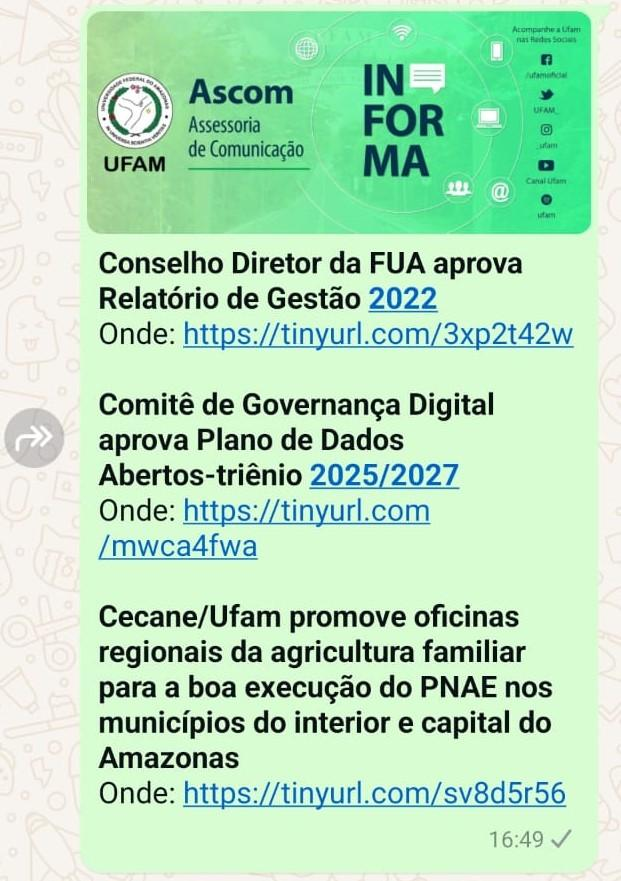 UNIVERSIDADE FEDERAL DO AMAZONAS
IN UNIVERSA SCIENTIA VERITAS
UFAM
Ascom
Assessoria
de Comunicação
IN
FOR
MA
Acompanhe a Ufam
nas Redes Sociais
/ufamoficial
UFAM_
_ufam
Canal Ufam
ufam
Conselho Diretor da FUA aprova
Relatório de Gestão 2022
Onde: https://tinyurl.com/3xp2t42w
Comitê de Governança Digital
aprova Plano de Dados
Abertos-triênio 2025/2027
Onde: https://tinyurl.com
/mwca4fwa
Cecane/Ufam promove oficinas
regionais da agricultura familiar
para a boa execução do PNAE nos
municípios do interior e capital do
Amazonas
Onde: https://tinyurl.com/sv8d5r56
16:49